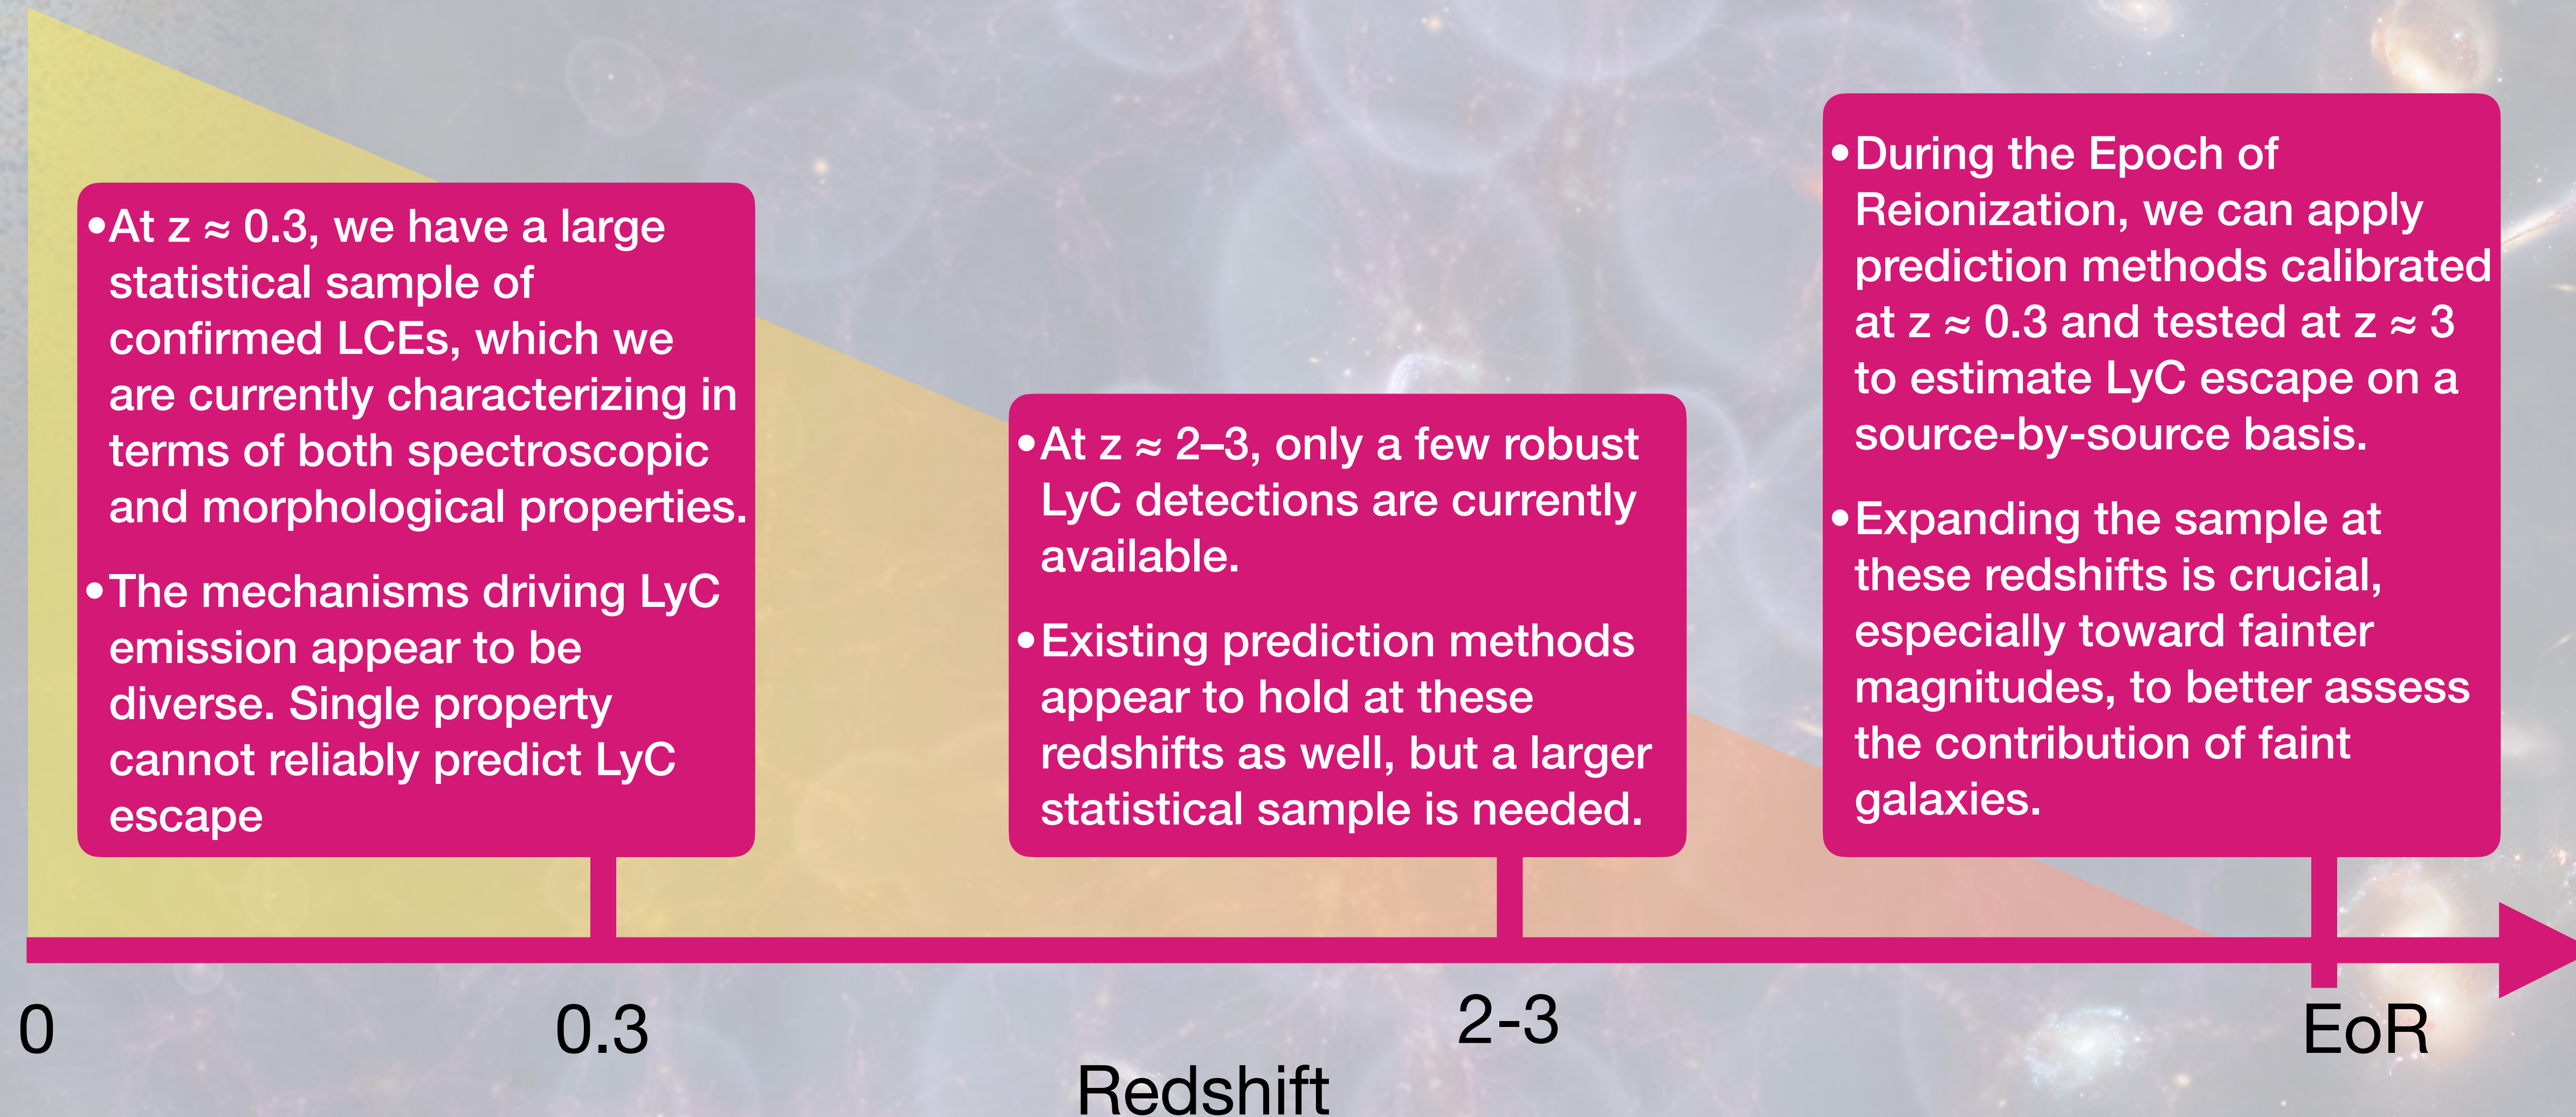 •At z ≈ 0.3, we have a large
statistical sample of
confirmed LCEs, which we
are currently characterizing in
terms of both spectroscopic
and morphological properties.
•The mechanisms driving LyC
emission appear to be
diverse. Single property
cannot reliably predict LyC
escape
•At z ≈ 2–3, only a few robust
LyC detections are currently
available.
•Existing prediction methods
appear to hold at these
redshifts as well, but a larger
statistical sample is needed.
•During the Epoch of
Reionization, we can apply
prediction methods calibrated
at z ≈ 0.3 and tested at z ≈ 3
to estimate LyC escape on a
source-by-source basis.
•Expanding the sample at
these redshifts is crucial,
especially toward fainter
magnitudes, to better assess
the contribution of faint
galaxies.
0
0.3
2-3
EoR
Redshift